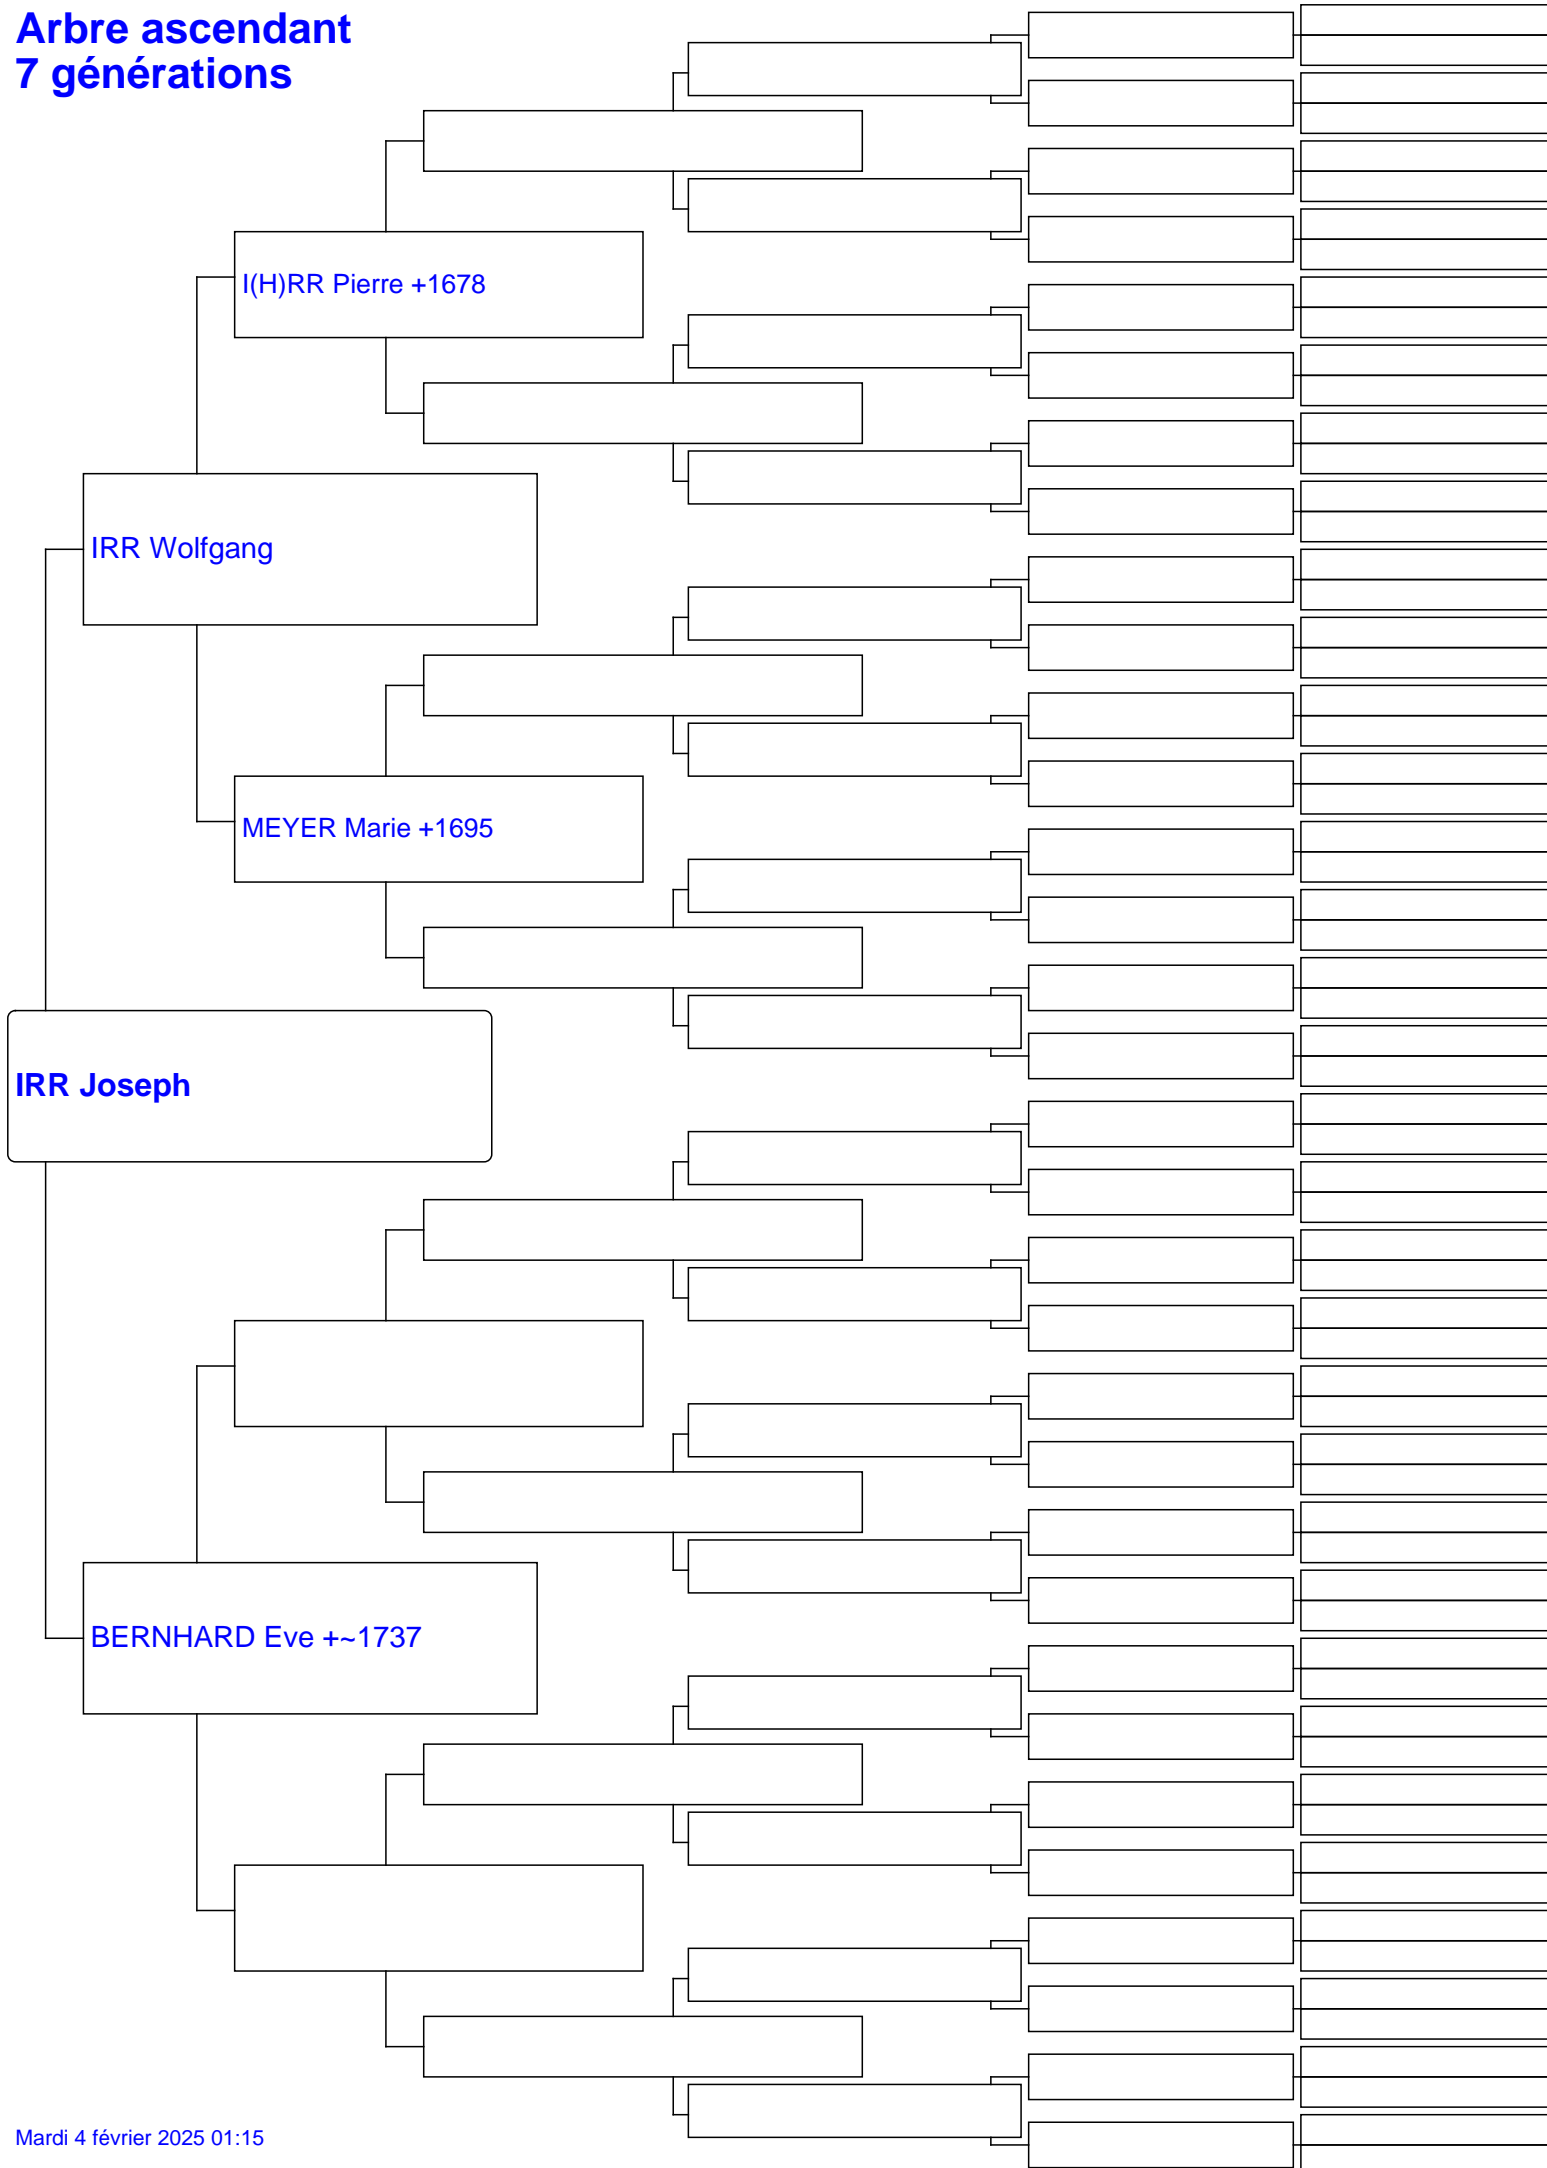 Arbre ascendant
7 générations
I(H)RR Pierre +1678
IRR Wolfgang
MEYER Marie +1695
IRR Joseph
BERNHARD Eve +~1737
Mardi 4 février 2025 01:15